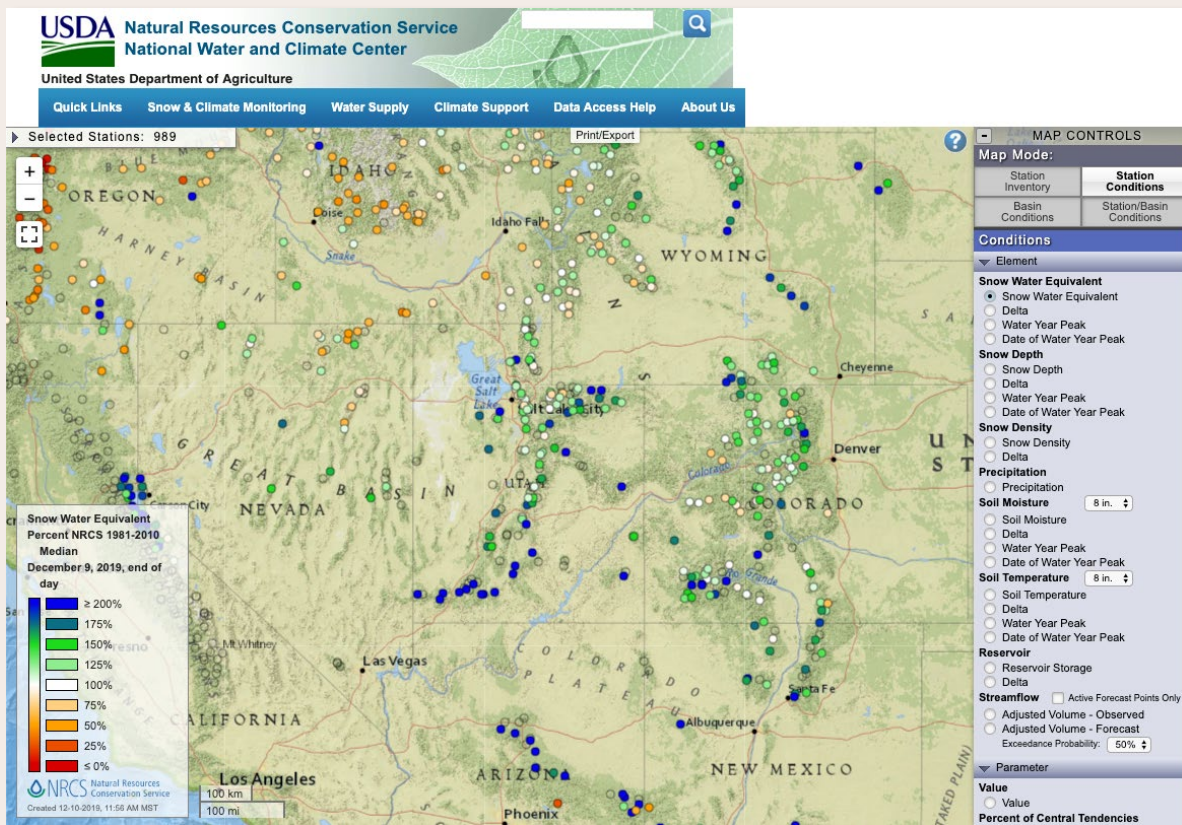 USDA Natural Resources Conservation Service
National Water and Climate Center
United States Department of Agriculture
Quick Links Snow & Climate Monitoring Water Supply Climate Support Data Access Help About Us
Selected Stations: 989
Print/Export
?
- MAP CONTROLS
Map Mode:
Station Inventory
Station Conditions
Basin Conditions
Station/Basin Conditions
Conditions
Element
Snow Water Equivalent
Snow Water Equivalent
Delta
Water Year Peak
Date of Water Year Peak
Snow Depth
Snow Depth
Delta
Water Year Peak
Date of Water Year Peak
Snow Density
Snow Density
Delta
Precipitation
Precipitation
Soil Moisture 8 in.
Soil Moisture
Delta
Water Year Peak
Date of Water Year Peak
Soil Temperature 8 in.
Soil Temperature
Delta
Water Year Peak
Date of Water Year Peak
Reservoir
Reservoir Storage
Delta
Streamflow Active Forecast Points Only
Adjusted Volume - Observed
Adjusted Volume - Forecast
Exceedance Probability: 50%
Parameter
Value
Value
Percent of Central Tendencies
+
-
OREGON
IDAHO
Boise
Idaho Falls
Snake
HARNEY BASIN
WYOMING
Cheyenne
Great
Salt
Lake
Salt Lake City
Denver
Colorado
COLORADO
UTAH
GREAT BASIN
NEVADA
Carson City
Rio Grande
Mt Whitney
Las Vegas
COLORADO
PLATEAU
Santa Fe
Albuquerque
CALIFORNIA
Los Angeles
ARIZONA
NEW MEXICO
Phoenix
100 km
100 mi
Snow Water Equivalent
Percent NRCS 1981-2010
Median
December 9, 2019, end of
day
≥ 200%
175%
150%
125%
100%
75%
50%
25%
≤ 0%
NRCS Natural Resources
Conservation Service
Created 12-10-2019, 11:56 AM MST